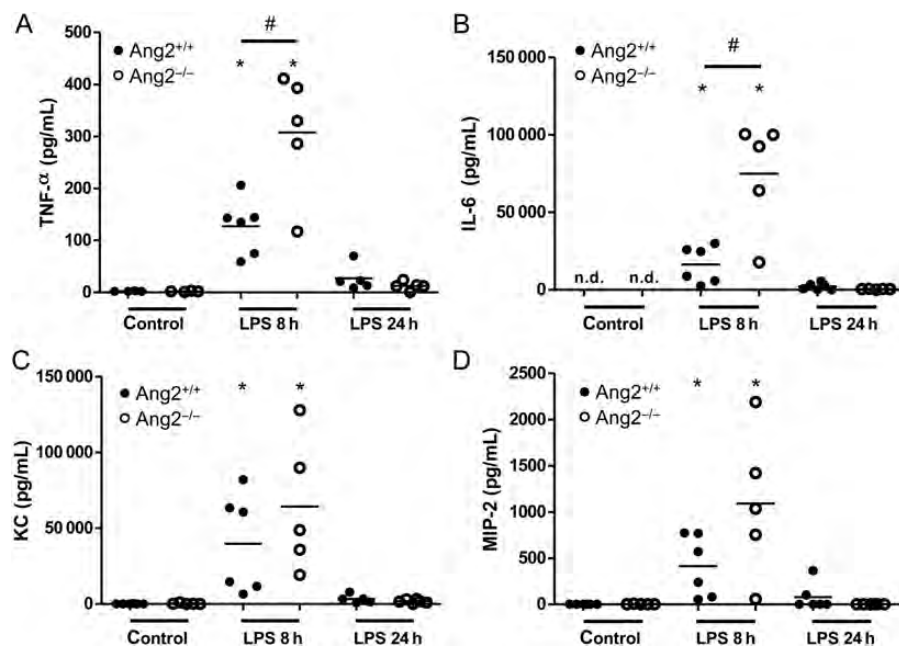 A
Ang2+/+
Ang2−/−
#
* *
500
400
300
200
100
0
TNF-α (pg/mL)
Control LPS 8 h LPS 24 h
B
Ang2+/+
Ang2−/−
#
* *
150 000
100 000
50 000
0
IL-6 (pg/mL)
n.d. n.d.
Control LPS 8 h LPS 24 h
C
Ang2+/+
Ang2−/−
* *
150 000
100 000
50 000
0
KC (pg/mL)
Control LPS 8 h LPS 24 h
D
Ang2+/+
Ang2−/−
* *
2500
2000
1500
1000
500
0
MIP-2 (pg/mL)
Control LPS 8 h LPS 24 h